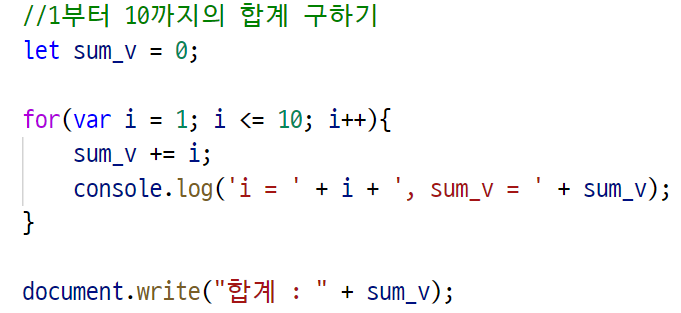 //1부터 10까지의 합계 구하기
let sum_v = 0;
for(var i = 1; i <= 10; i++){
sum_v += i;
console.log('i = ' + i + ', sum_v = ' + sum_v);
}
document.write("합계 : " + sum_v);